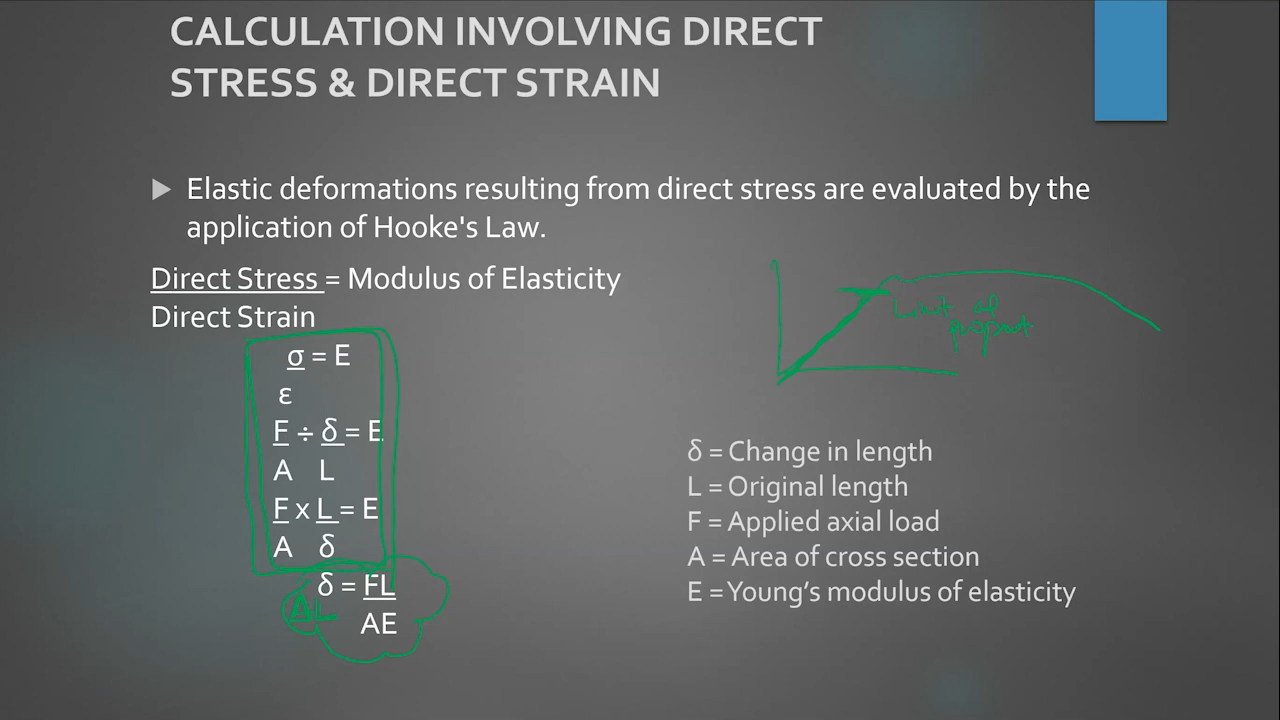 CALCULATION INVOLVING DIRECT
STRESS & DIRECT STRAIN
Elastic deformations resulting from direct stress are evaluated by the
application of Hooke's Law.
Direct Stress = Modulus of Elasticity
Direct Strain
σ = E
ε
F ÷ δ = E
A L
F x L = E
A δ
δ = FL
ΔL AE
Limit of
δ = Change in length
L = Original length
F = Applied axial load
A = Area of cross section
E = Young’s modulus of elasticity